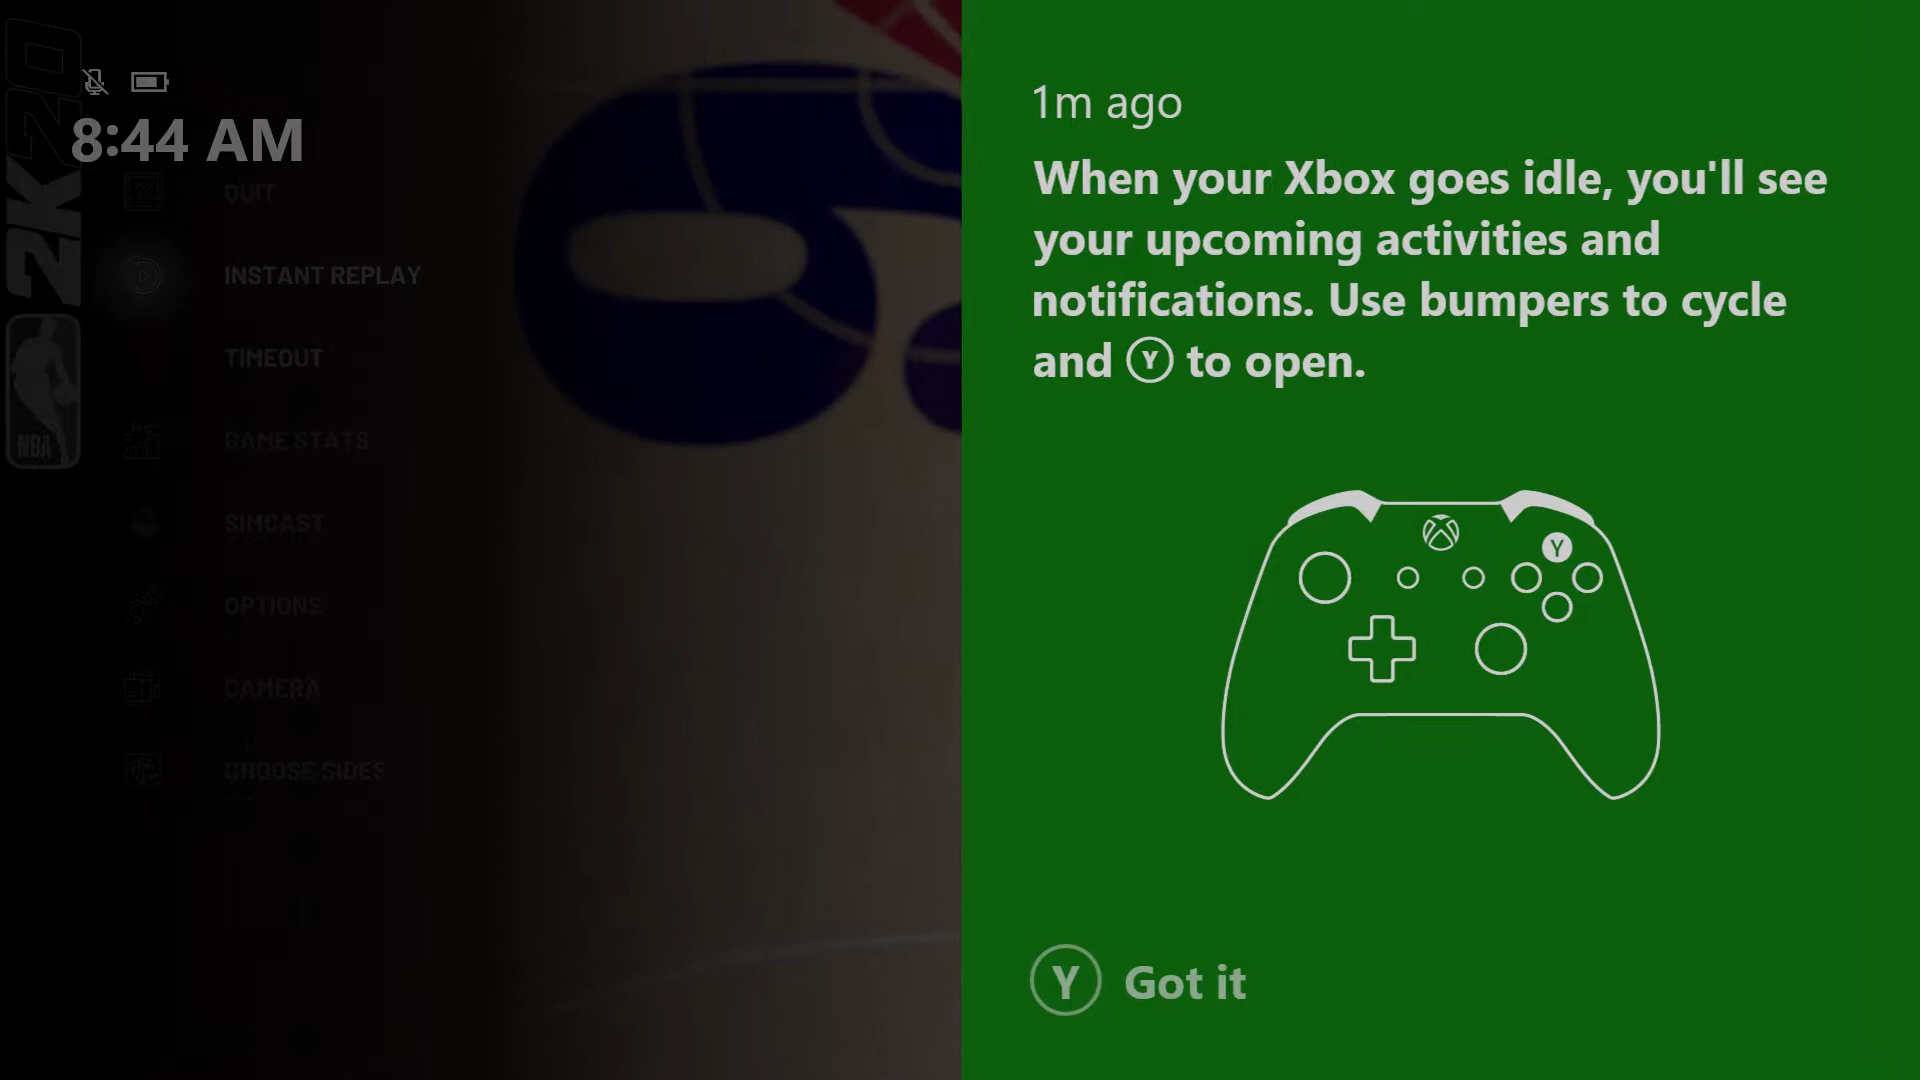 2K20
NBA
8:44 AM
QUIT
INSTANT REPLAY
TIMEOUT
GAME STATS
SIMCAST
OPTIONS
CAMERA
CHOOSE SIDES
1m ago
When your Xbox goes idle, you'll see
your upcoming activities and
notifications. Use bumpers to cycle
and Y to open.
Y
Y Got it